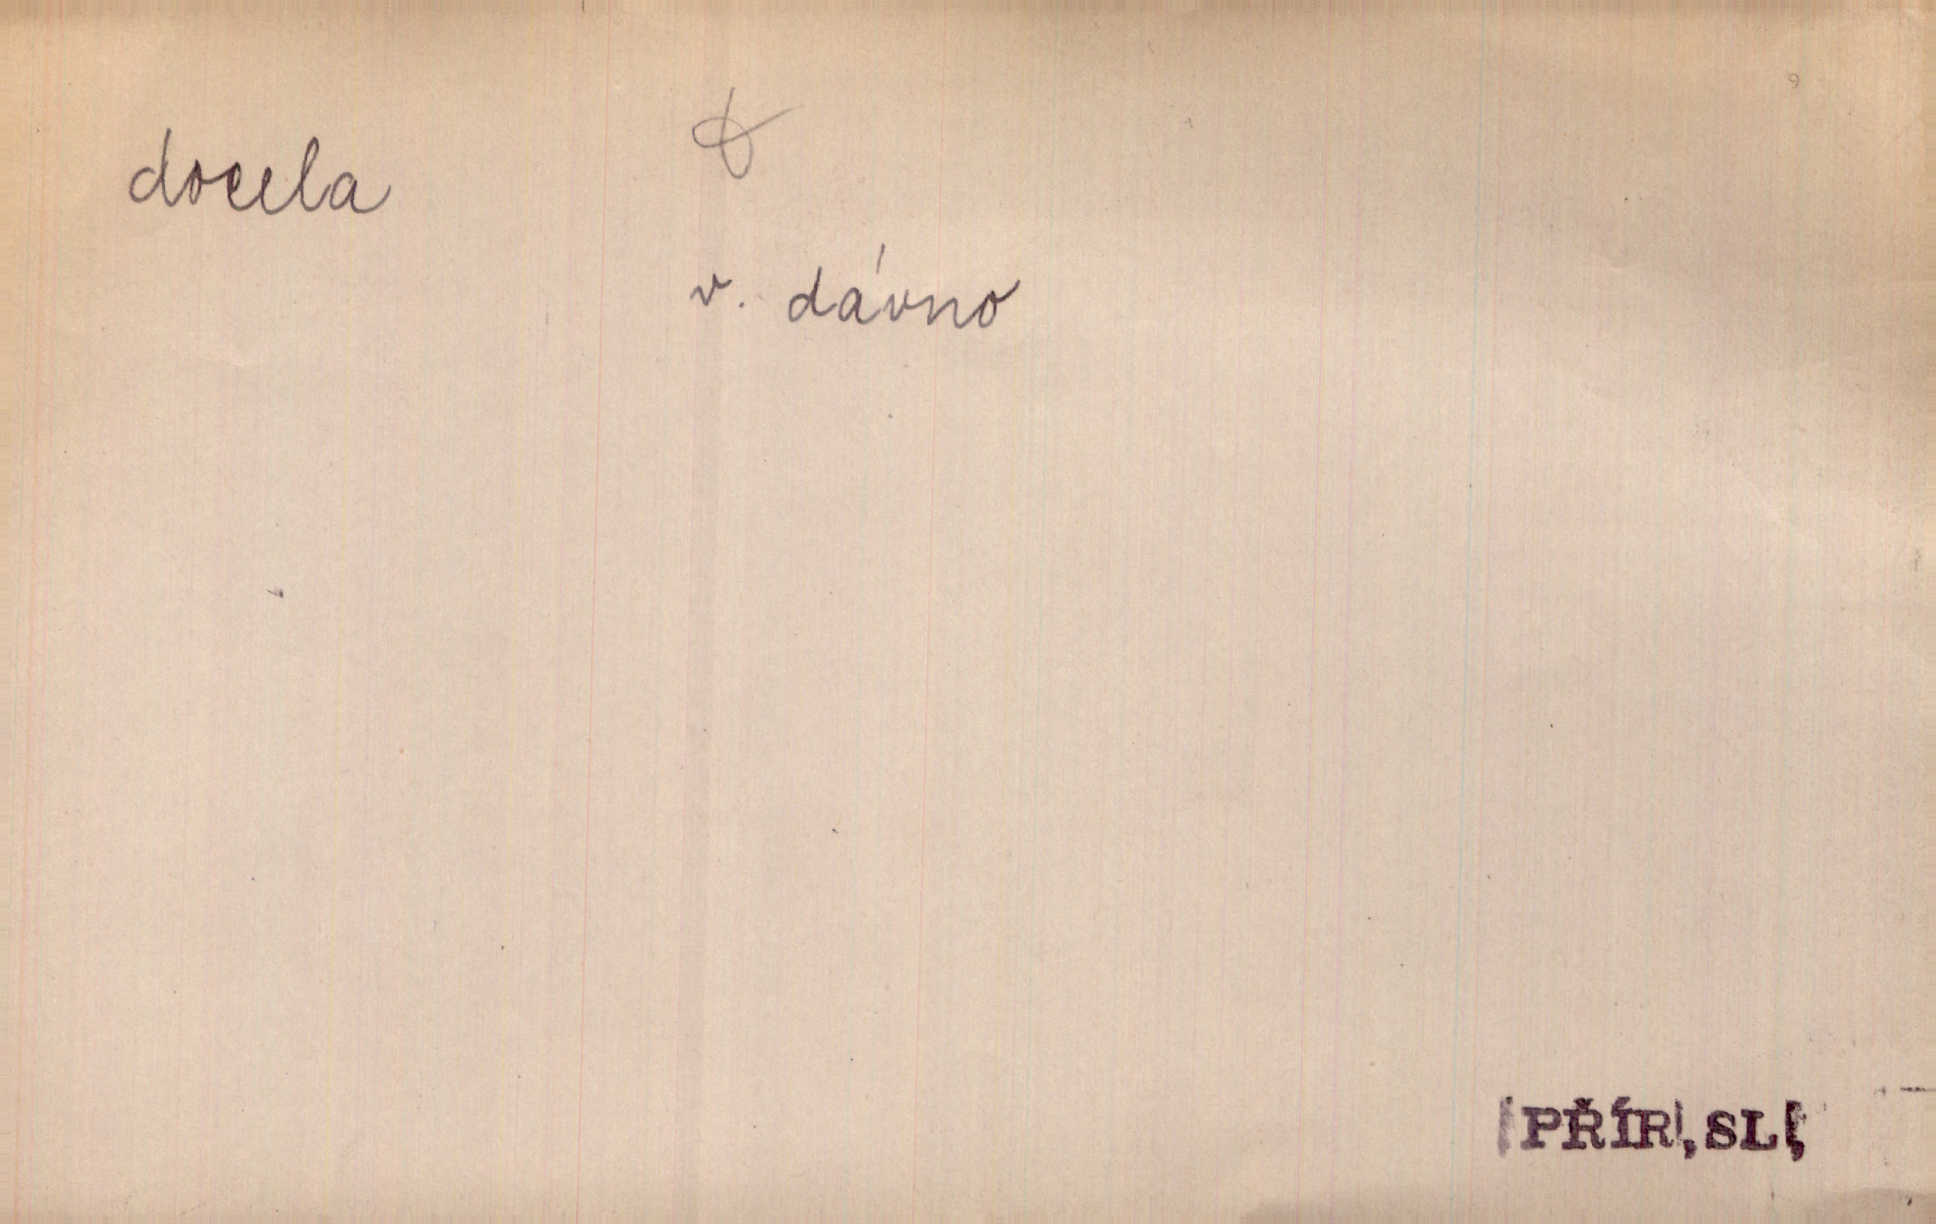 docela
v. dávno
PŘÍR. SL.